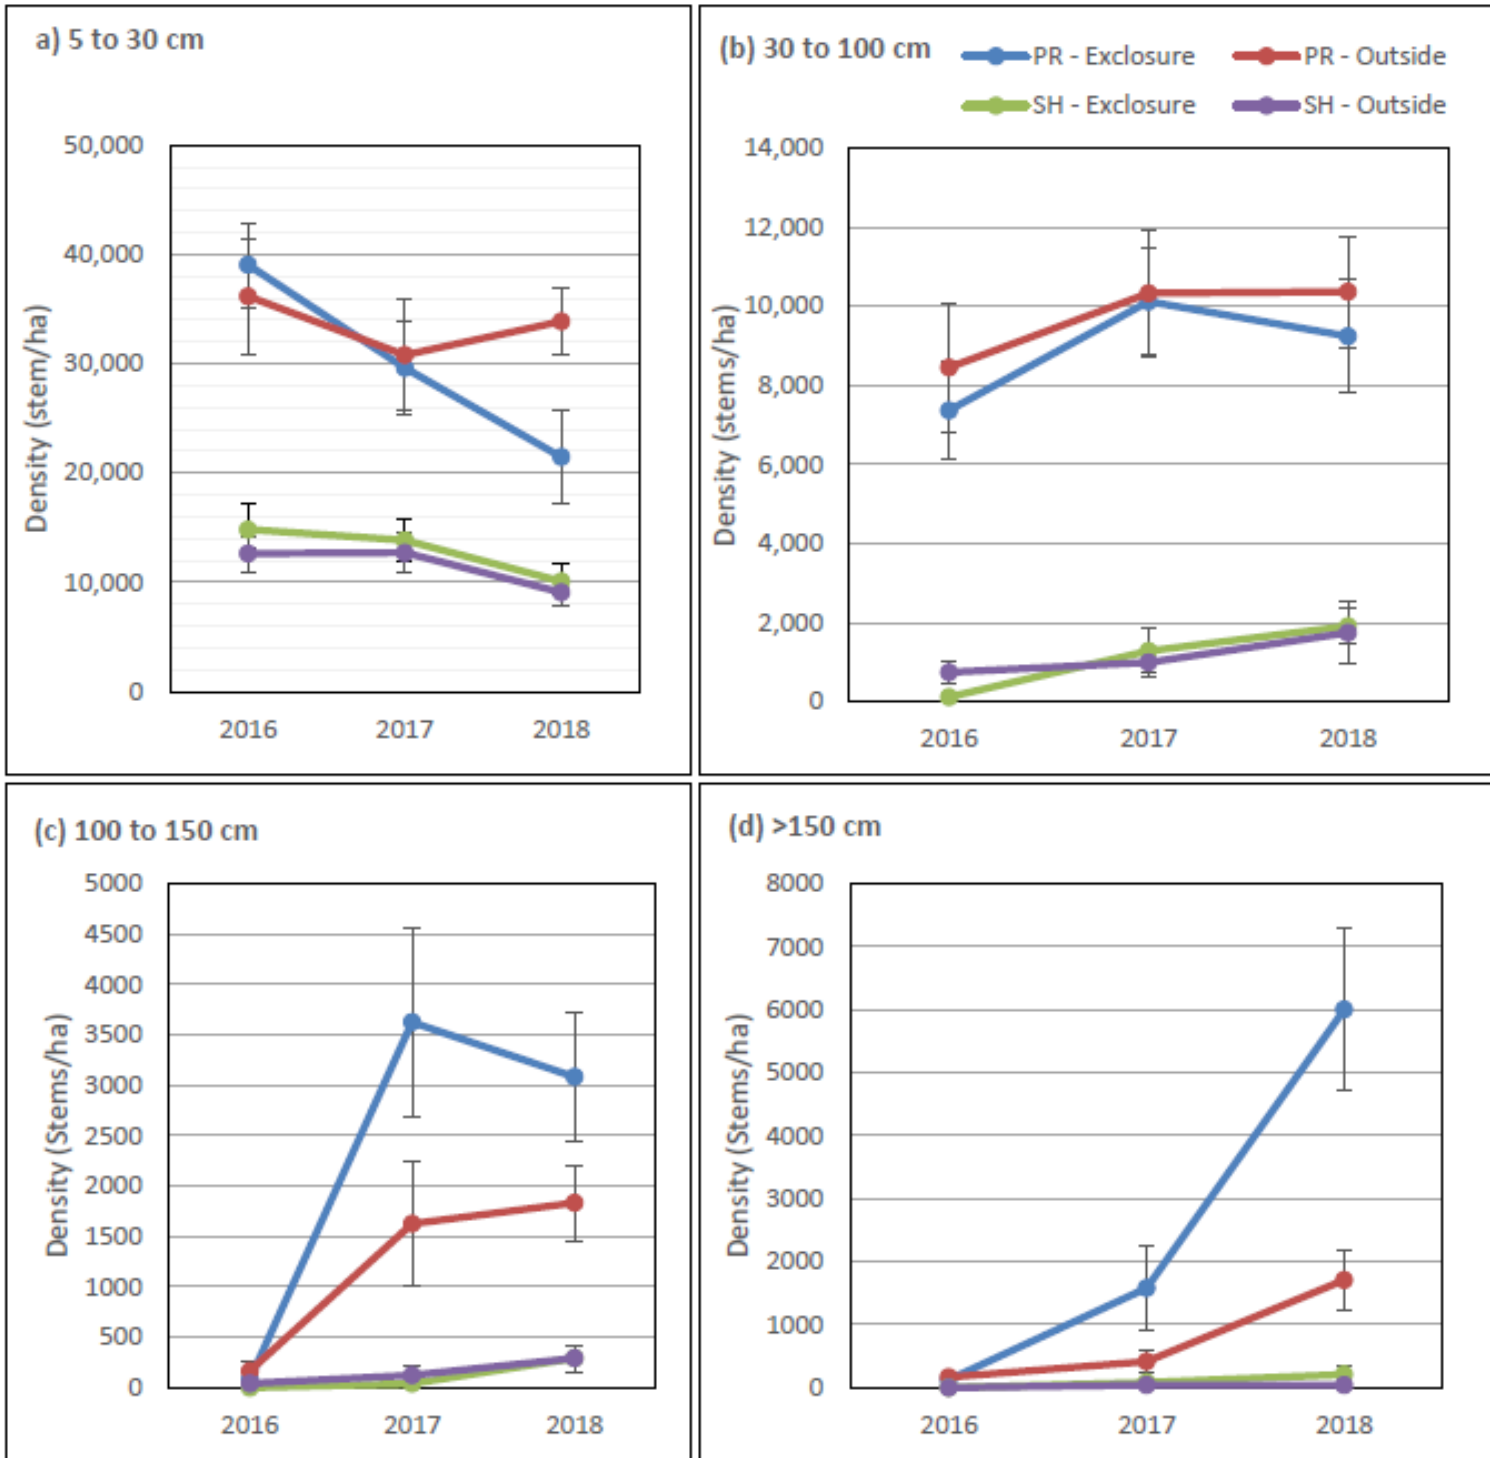 a) 5 to 30 cm
50,000
40,000
30,000
20,000
10,000
0
Density (stem/ha)
2016 2017 2018
(b) 30 to 100 cm
PR - Exclosure PR - Outside
SH - Exclosure SH - Outside
14,000
12,000
10,000
8,000
6,000
4,000
2,000
0
Density (stems/ha)
2016 2017 2018
(c) 100 to 150 cm
5000
4500
4000
3500
3000
2500
2000
1500
1000
500
0
Density (Stems/ha)
2016 2017 2018
(d) >150 cm
8000
7000
6000
5000
4000
3000
2000
1000
0
Density (Stems/ha)
2016 2017 2018